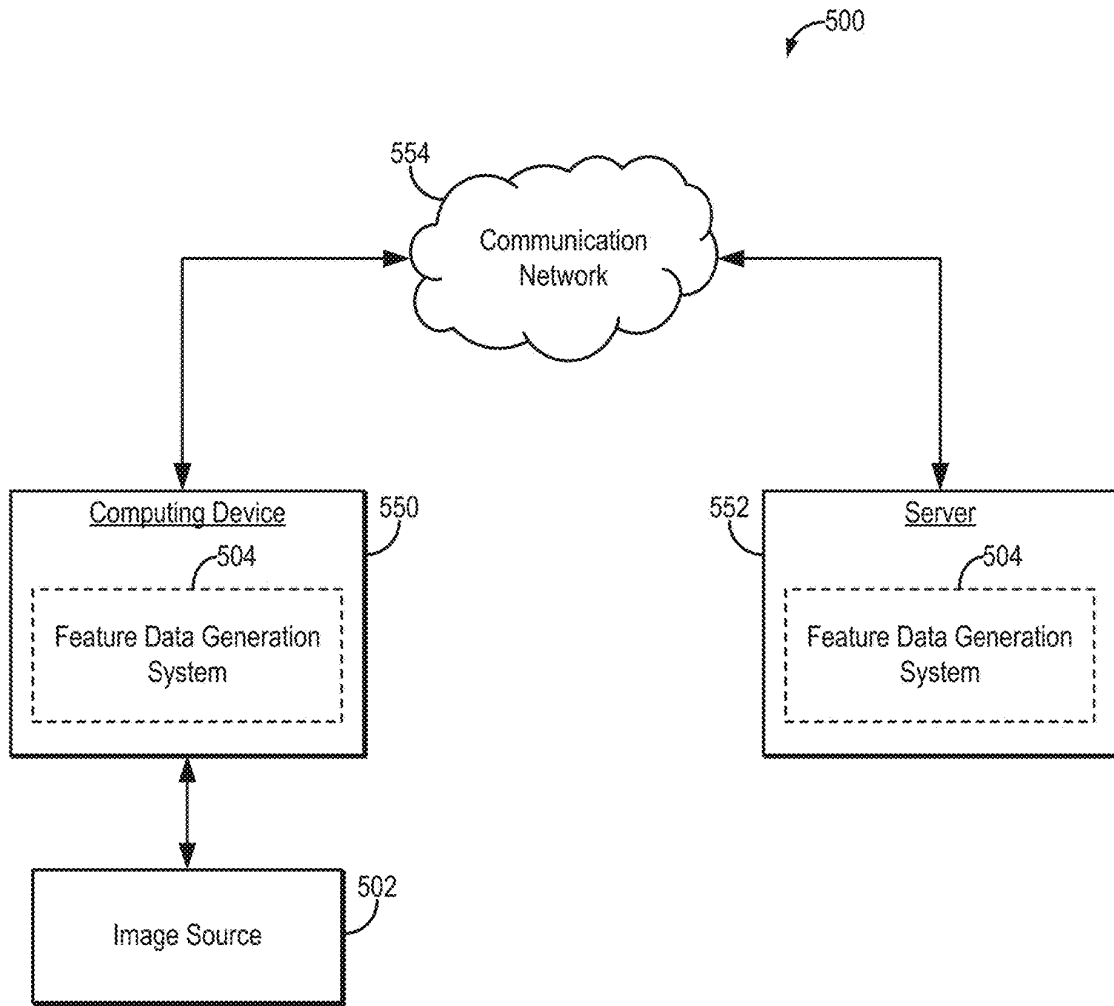 500
554
Communication
Network
Computing Device
550
504
Feature Data Generation
System
552
Server
504
Feature Data Generation
System
Image Source
502